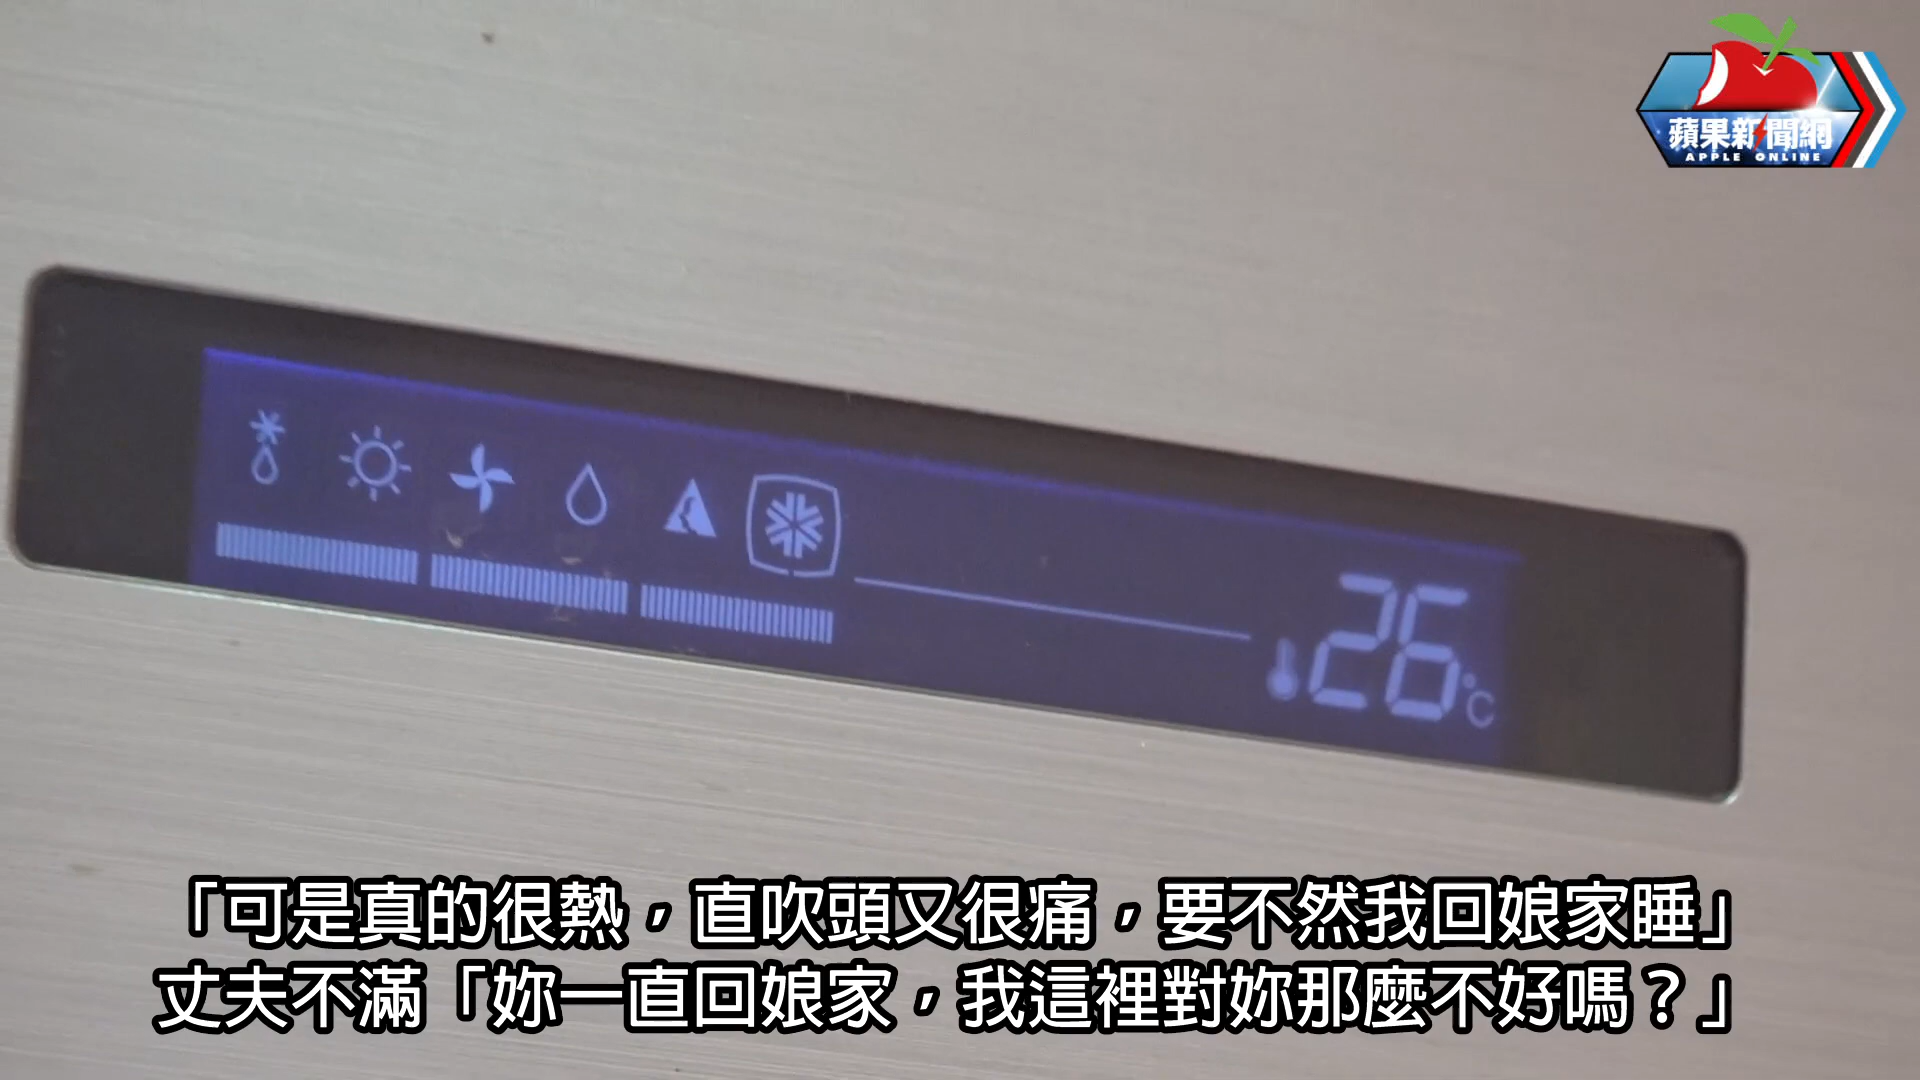 蘋果新聞網
APPLE ONLINE
26°C
「可是真的很熱，直吹頭又很痛，要不然我回娘家睡」
丈夫不滿「妳一直回娘家，我這裡對妳那麼不好嗎？」